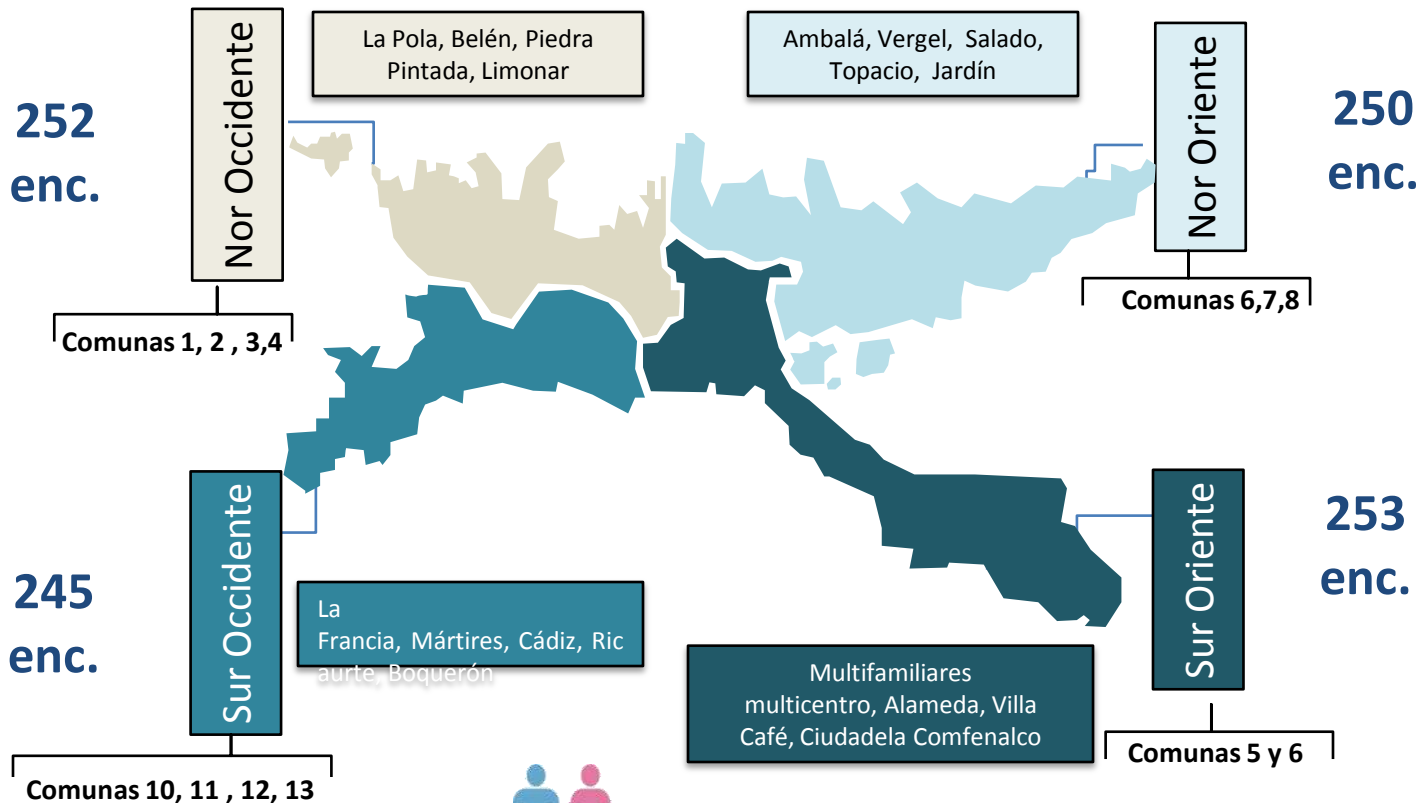 La Pola, Belén, Piedra
Pintada, Limonar
Ambalá, Vergel, Salado,
Topacio, Jardín
252
enc.
Nor Occidente
Nor Oriente
250
enc.
Comunas 1, 2 , 3,4
Comunas 6,7,8
245
enc.
Sur Occidente
La
Francia, Mártires, Cádiz, Ric
aurte, Boquerón
Multifamiliares
multicentro, Alameda, Villa
Café, Ciudadela Comfenalco
Sur Oriente
253
enc.
Comunas 5 y 6
Comunas 10, 11 , 12, 13